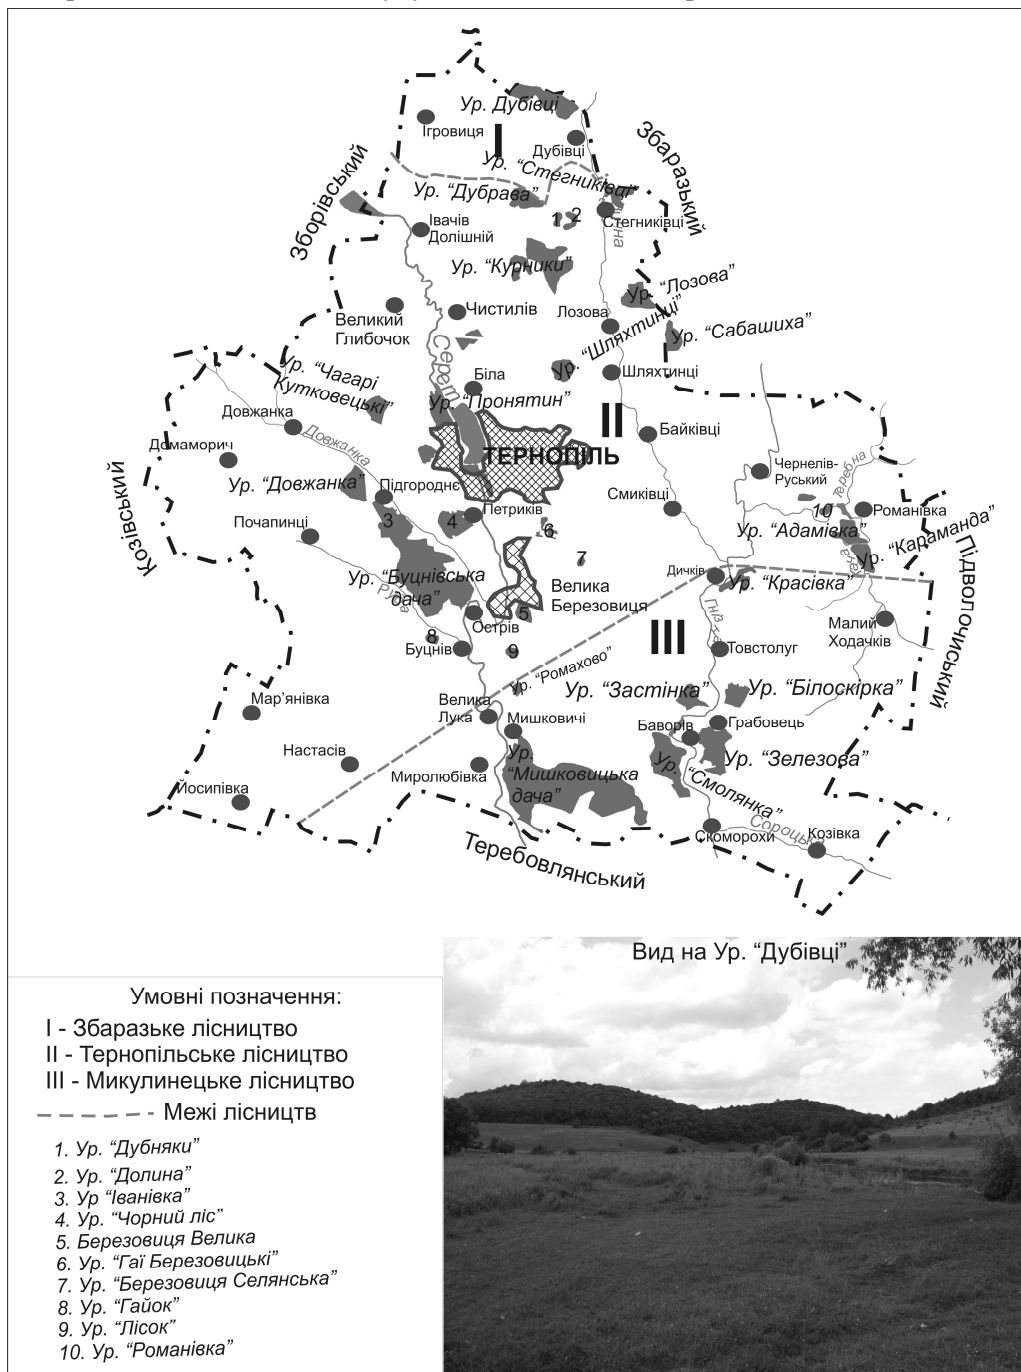 Ур. Дубівці
Ігровиця
I
Дубівці
Збаразький
Ур. “Стегниківці”
Ур. “Дубрава”
Зборівський
1
2
Стегниківці
Івачів
Долішній
Ур. “Курники”
Ур. “Лозова”
Великий
Глибочок
Чистилів
Лозова
Ур. “Шляхтинці”
Ур. “Сабашиха”
Серет
Шляхтинці
Ур. “Чагарі
Кутковецькі”
Біла
Ур. “Пронятин”
II
Довжанка
Довжанка
Байківці
ТЕРНОПІЛЬ
Домаморич
Чернелів-
Руський
Теребна
Ур. “Довжанка”
Підгороднє
Смиківці
Козівський
Почапинці
3
4
Петриків
6
10
Романівка
Ур. “Адамівка”
Ур. “Караманда”
Підволочиський
7
Дичків
Ур. “Красівка”
Ур. “Буцнівська
дача”
Руда
Велика
Березовиця
5
Острів
Гнізна
Малий
Ходачків
8
Буцнів
9
III
Товстолуг
Ур. “Ромахово”
Ур. “Застінка”
Ур. “Білоскірка”
Мар’янівка
Велика
Лука
Мишковичі
Баворів
Грабовець
Настасів
Миролюбівка
Ур.
“Мишковицька
дача”
Ур. “Смолянка”
Ур. “Зелезова”
Йосипівка
Скоморохи
Сороцька
Козівка
Теребовлянський
Вид на Ур. “Дубівці”
Умовні позначення:
I - Збаразьке лісництво
II - Тернопільське лісництво
III - Микулинецьке лісництво
Межі лісництв
1. Ур. “Дубняки”
2. Ур. “Долина”
3. Ур “Іванівка”
4. Ур. “Чорний ліс”
5. Березовиця Велика
6. Ур. “Гаї Березовицькі”
7. Ур. “Березовиця Селянська”
8. Ур. “Гайок”
9. Ур. “Лісок”
10. Ур. “Романівка”